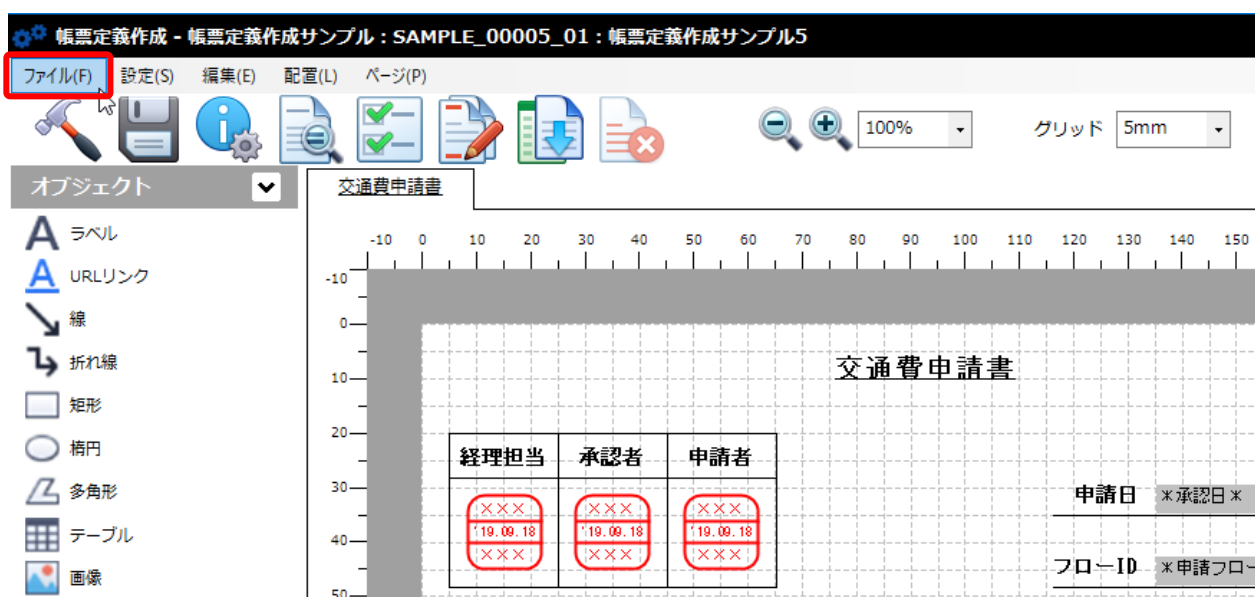 帳票定義作成 - 帳票定義作成サンプル : SAMPLE_00005_01 : 帳票定義作成サンプル5
ファイル(F) 設定(S) 編集(E) 配置(L) ページ(P)
100% グリッド 5mm
オブジェクト
交通費申請書
ラベル
URLリンク
線
折れ線
矩形
楕円
多角形
テーブル
画像
-10 0 10 20 30 40 50 60 70 80 90 100 110 120 130 140 150
-10
0
10
20
30
40
50
交通費申請書
経理担当 承認者 申請者
××× ××× ×××
'19.09.18 '19.09.18 '19.09.18
××× ××× ×××
申請日 *承認日*
フローID *申請フロー